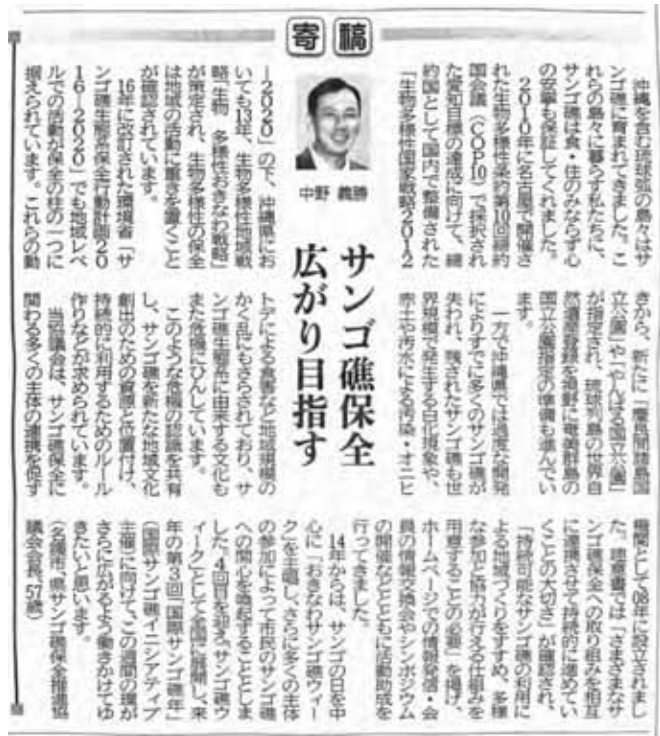 寄稿
中野 義勝
サンゴ礁保全
広がり目指す
沖縄を含む琉球弧の島々はサ
ンゴ礁に育まれてきました。こ
れらの島々に暮らす私たちに、
サンゴ礁は食・住のみならず心
の安寧も保証してくれました。
2010年に名古屋で開催さ
れた生物多様性条約第10回締約
国会議(COP10)で採択され
た愛知目標の達成に向けて、締
約国として国内で整備された
「生物多様性国家戦略2012
―2020」の下、沖縄県にお
いても13年、生物多様性地域戦
略「生物 多様性おきなわ戦略」
が策定され、生物多様性の保全
は地域の活動に重きを置くこと
が確認されています。
16年に改訂された環境省「サ
ンゴ礁生態系保全行動計画20
16―2020」でも地域レベ
ルでの活動が保全の柱の一つに
据えられています。これらの動
きから、新たに「慶良間諸島国
立公園」や「やんばる国立公園」
が指定され、琉球列島の世界自
然遺産登録を視野に奄美群島の
国立公園指定の準備も進んでい
ます。
一方で沖縄県では過度な開発
によりすでに多くのサンゴ礁が
失われ、残されたサンゴ礁も世
界規模で発生する白化現象や、
赤土や汚水による汚染・オニヒ
トデによる食害など地域規模の
かく乱にもさらされており、サ
ンゴ礁生態系に由来する文化も
また危機にひんしています。
このような危機の認識を共有
し、サンゴ礁を新たな地域文化
創出のための資源と位置付け、
持続的に利用するためのルール
作りなどが求められています。
当協議会は、サンゴ礁保全に
関わる多くの主体の連携を促す
機関として08年に設立されまし
た。趣意書では「さまざまなサ
ンゴ礁保全への取り組みを相互
に連携させて持続的に進めてい
くことの大切さ」が確認され、
「持続可能なサンゴ礁の利用に
よる地域づくりをすすめ、多様
な参加と協力が行える仕組みを
用意することの必要」を掲げ、
ホームページでの情報発信・会
員の情報交換会やシンポジウム
の開催などとともに活動助成を
行ってきました。
14年からは、サンゴの日を中
心に「おきなわサンゴ礁ウィー
ク」を主唱し、さらに多くの主体
の参加によって市民のサンゴ礁
への関心を喚起することとしま
した。4回目を迎え「サンゴ礁ウ
ィーク」として全国に展開し、来
年の第3回「国際サンゴ礁年」
(国際サンゴ礁イニシアティブ
主催)に向けて、この週間の環が
さらに広がるよう働きかけてゆ
きたいと思います。
(名護市、県サンゴ礁保全推進協
議会会長、57歳)